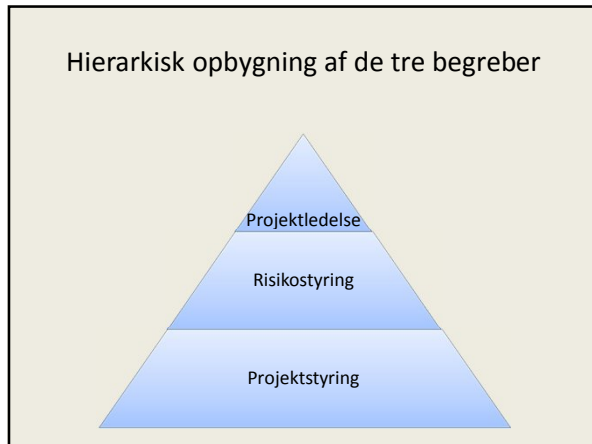 Hierarkisk opbygning af de tre begreber
Projektledelse
Risikostyring
Projektstyring